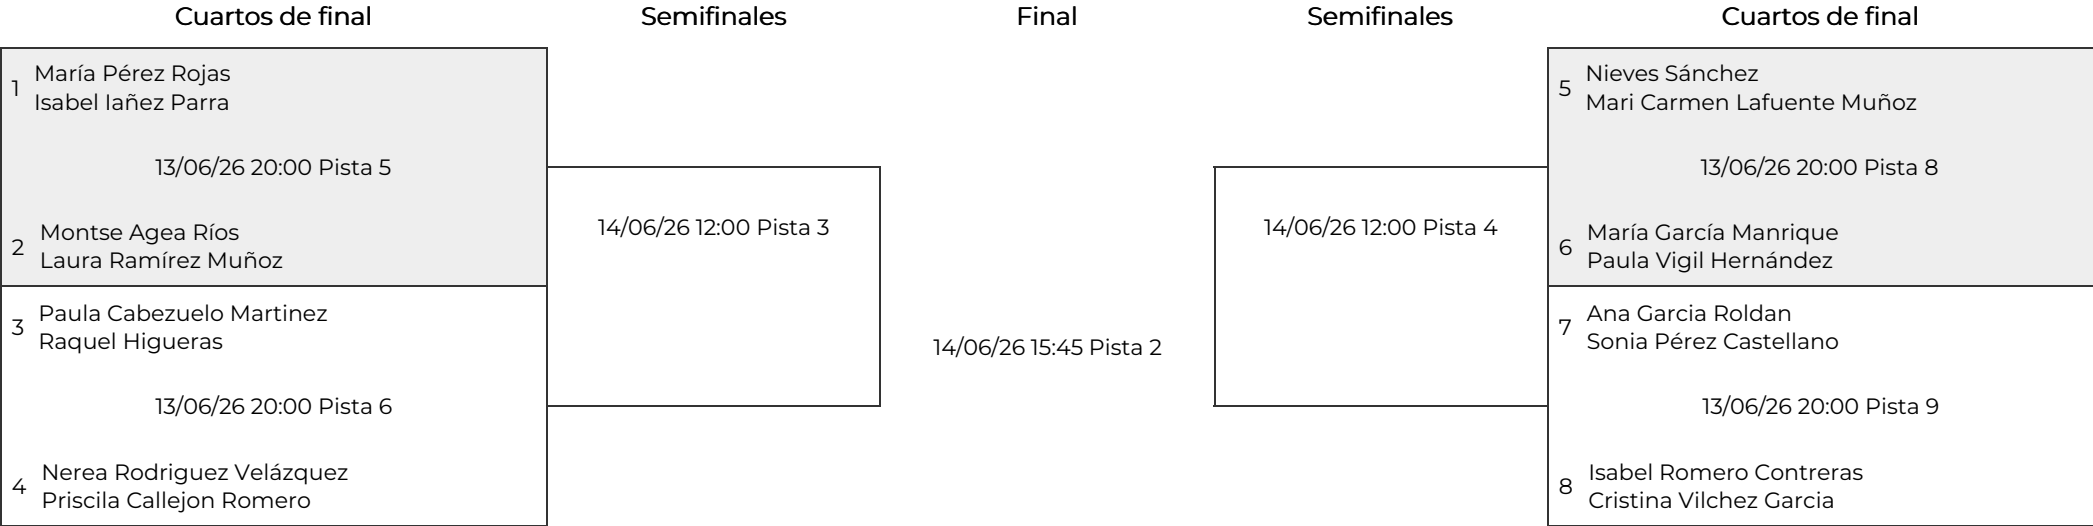 Cuartos de final
Semifinales
Final
Semifinales
Cuartos de final
1
María Pérez Rojas
Isabel Iañez Parra
13/06/26 20:00 Pista 5
2
Montse Agea Ríos
Laura Ramírez Muñoz
3
Paula Cabezuelo Martinez
Raquel Higueras
13/06/26 20:00 Pista 6
4
Nerea Rodriguez Velázquez
Priscila Callejon Romero
14/06/26 12:00 Pista 3
14/06/26 15:45 Pista 2
14/06/26 12:00 Pista 4
5
Nieves Sánchez
Mari Carmen Lafuente Muñoz
13/06/26 20:00 Pista 8
6
María García Manrique
Paula Vigil Hernández
7
Ana Garcia Roldan
Sonia Pérez Castellano
13/06/26 20:00 Pista 9
8
Isabel Romero Contreras
Cristina Vilchez Garcia